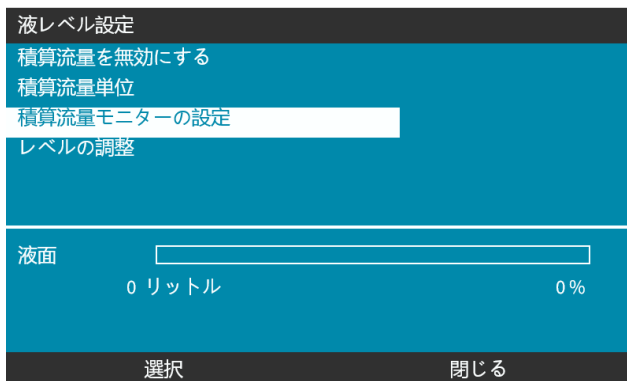 液レベル設定
積算流量を無効にする
積算流量単位
積算流量モニターの設定
レベルの調整
液面
0 リットル 0%
選択 閉じる